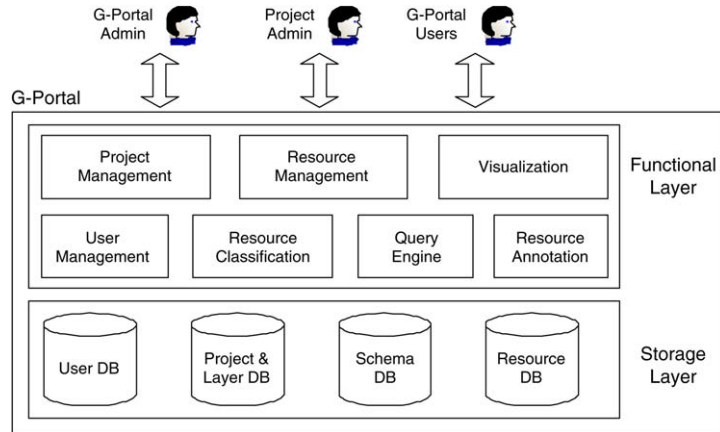 G-Portal
Admin
Project
Admin
G-Portal
Users
G-Portal
Project
Management
Resource
Management
Visualization
Functional
Layer
User
Management
Resource
Classification
Query
Engine
Resource
Annotation
User DB
Project &
Layer DB
Schema
DB
Resource
DB
Storage
Layer